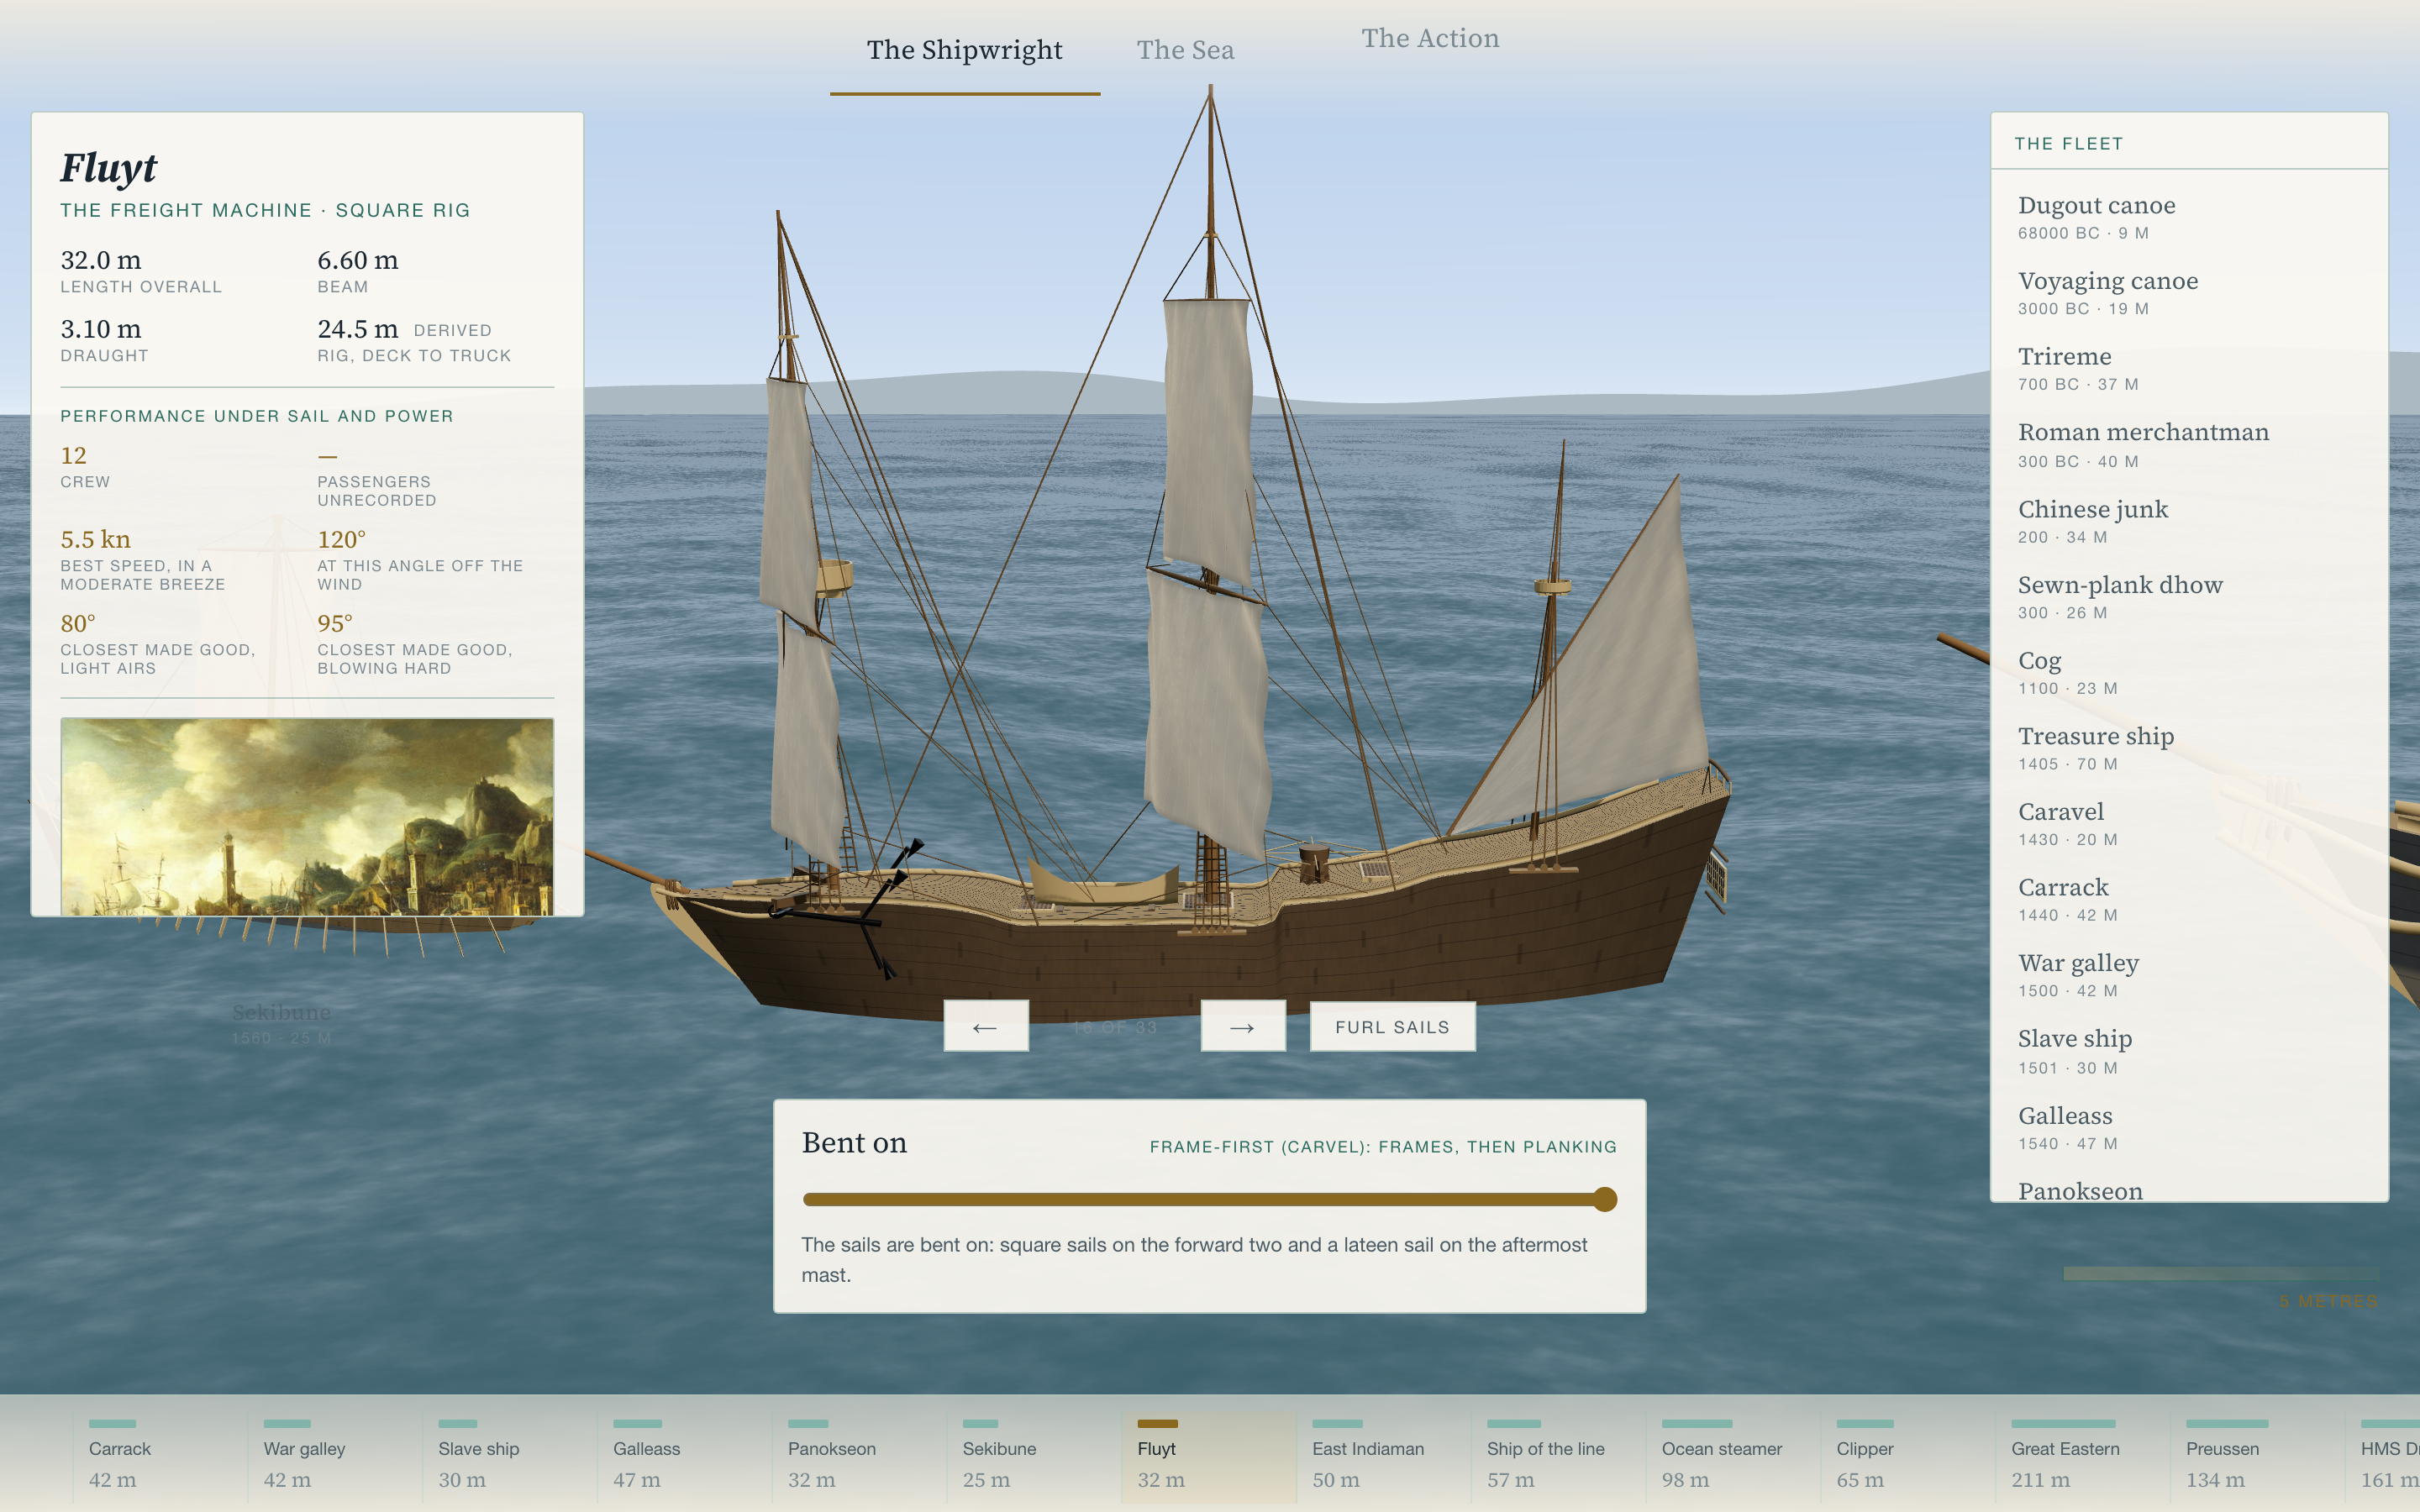 The Shipwright
The Sea
The Action
Fluyt
THE FREIGHT MACHINE · SQUARE RIG
32.0 m
LENGTH OVERALL
6.60 m
BEAM
3.10 m
DRAUGHT
24.5 m DERIVED
RIG, DECK TO TRUCK
PERFORMANCE UNDER SAIL AND POWER
12
CREW
—
PASSENGERS
UNRECORDED
5.5 kn
BEST SPEED, IN A
MODERATE BREEZE
120°
AT THIS ANGLE OFF THE
WIND
80°
CLOSEST MADE GOOD,
LIGHT AIRS
95°
CLOSEST MADE GOOD,
BLOWING HARD
Sekibune
1560 · 25 M
←
16 OF 33
→
FURL SAILS
Bent on
FRAME-FIRST (CARVEL): FRAMES, THEN PLANKING
The sails are bent on: square sails on the forward two and a lateen sail on the aftermost
mast.
THE FLEET
Dugout canoe
68000 BC · 9 M
Voyaging canoe
3000 BC · 19 M
Trireme
700 BC · 37 M
Roman merchantman
300 BC · 40 M
Chinese junk
200 · 34 M
Sewn-plank dhow
300 · 26 M
Cog
1100 · 23 M
Treasure ship
1405 · 70 M
Caravel
1430 · 20 M
Carrack
1440 · 42 M
War galley
1500 · 42 M
Slave ship
1501 · 30 M
Galleass
1540 · 47 M
Panokseon
5 METRES
Carrack
42 m
War galley
42 m
Slave ship
30 m
Galleass
47 m
Panokseon
32 m
Sekibune
25 m
Fluyt
32 m
East Indiaman
50 m
Ship of the line
57 m
Ocean steamer
98 m
Clipper
65 m
Great Eastern
211 m
Preussen
134 m
HMS
161 m